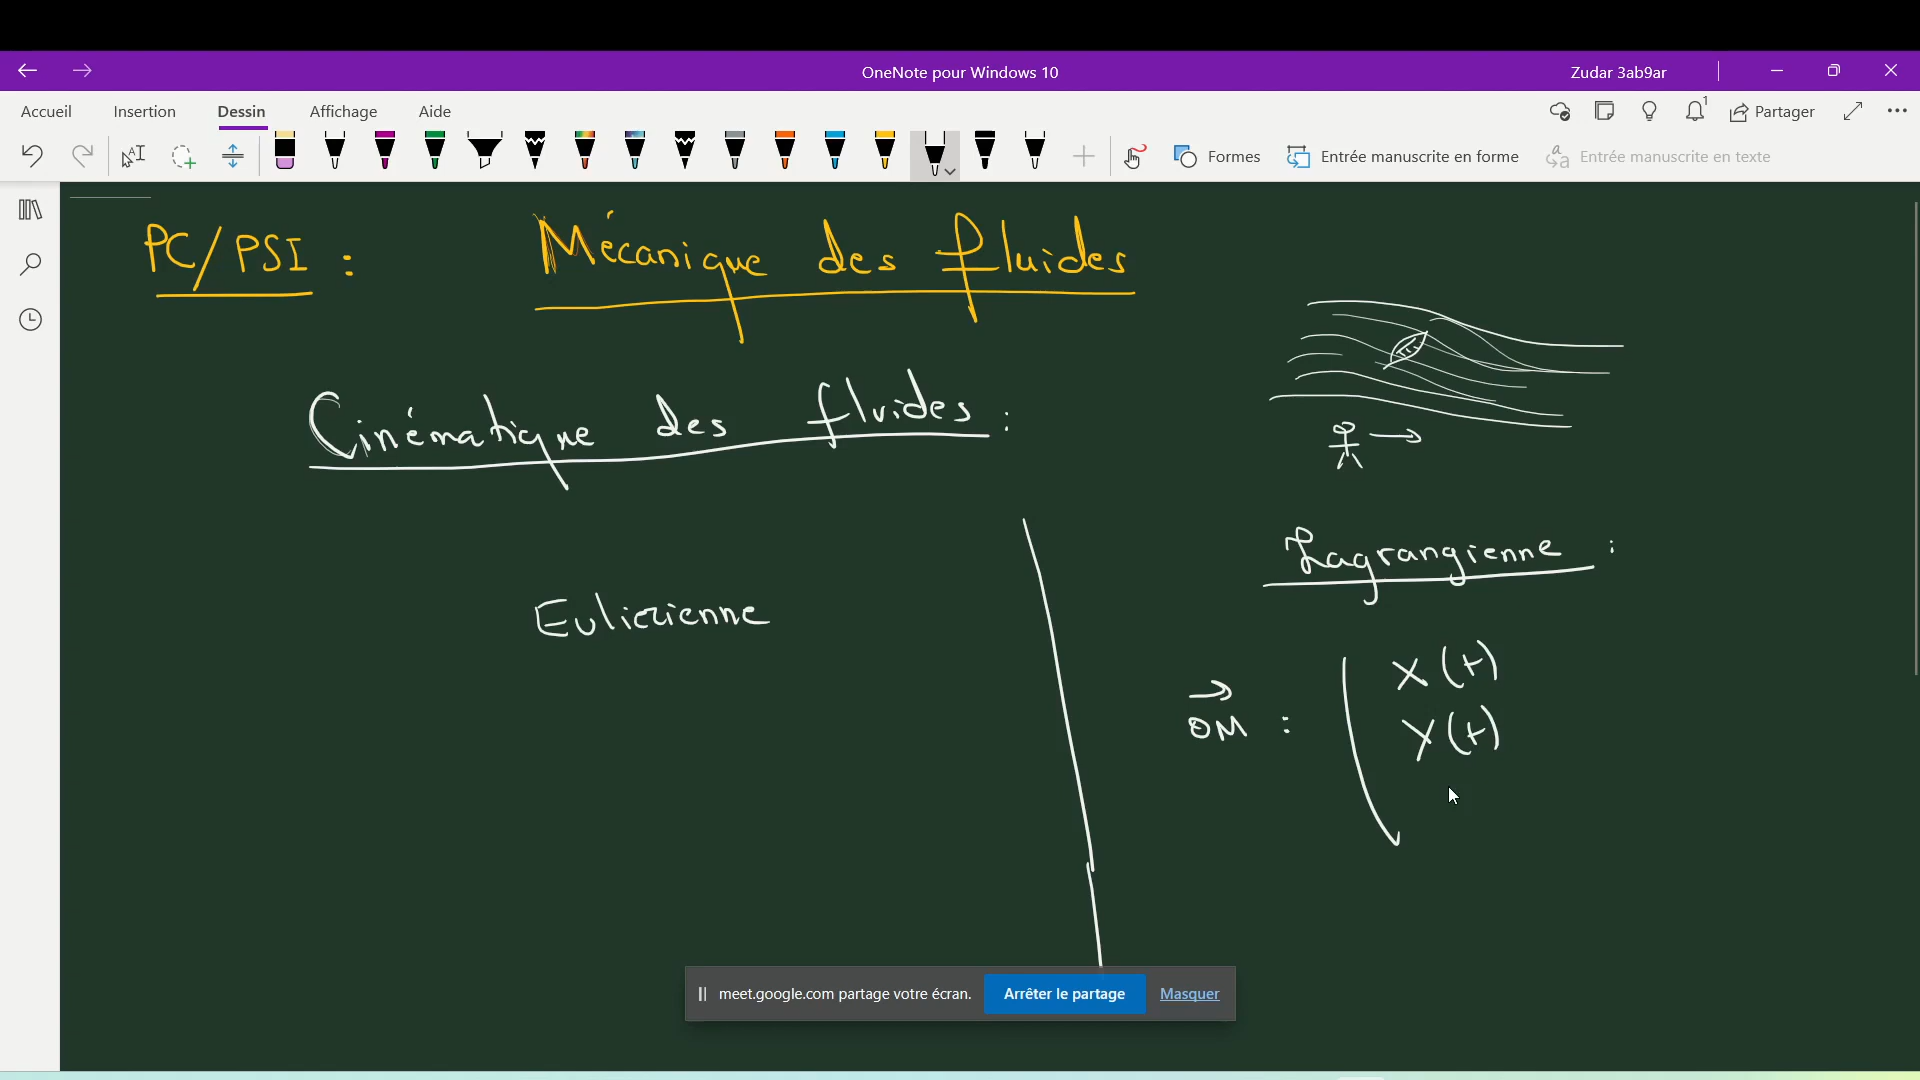 OneNote pour Windows 10
Zudar 3ab9ar
Accueil Insertion Dessin Affichage Aide
1
Partager
Formes
Entrée manuscrite en forme
Entrée manuscrite en texte
PC/PSI : Mécanique des fluides
Cinématique des fluides :
Lagrangienne :
Eulierienne
OM : X(t)
Y(t)
meet.google.com partage votre écran.
Arrêter le partage
Masquer